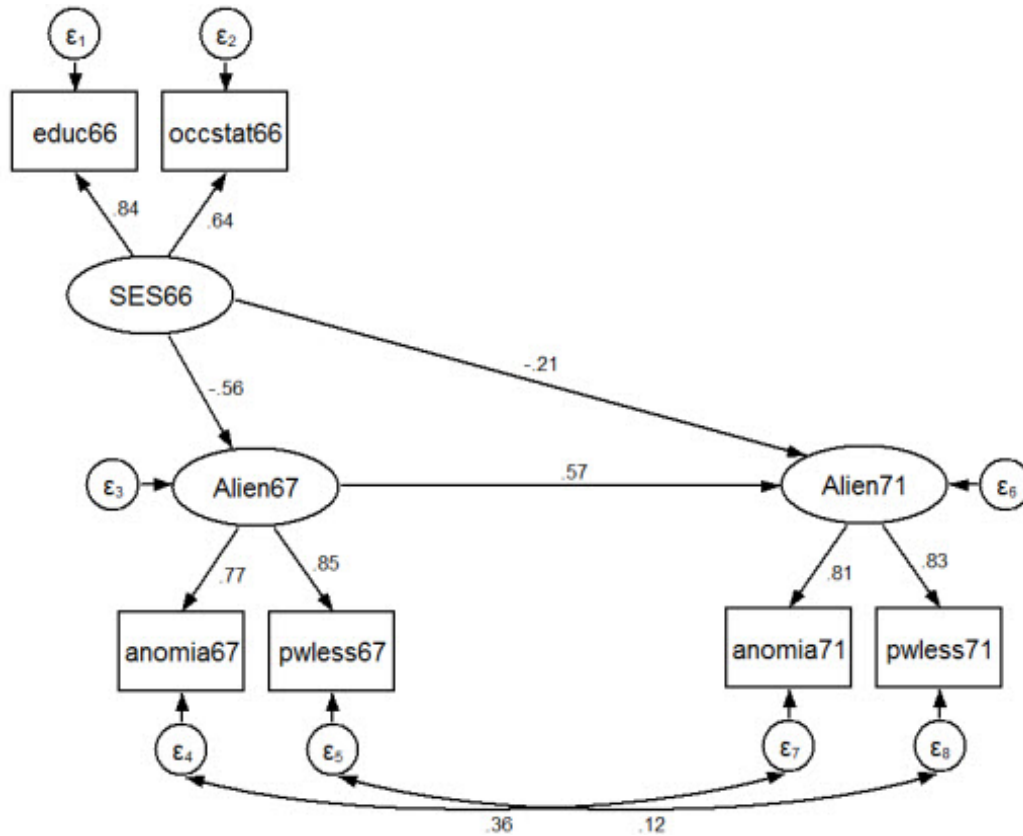 ε1
ε2
educ66
occstat66
.84
.64
SES66
-.56
-.21
ε3
Alien67
.57
Alien71
ε6
.77
.85
.81
.83
anomia67
pwless67
anomia71
pwless71
ε4
ε5
ε7
ε8
.36
.12